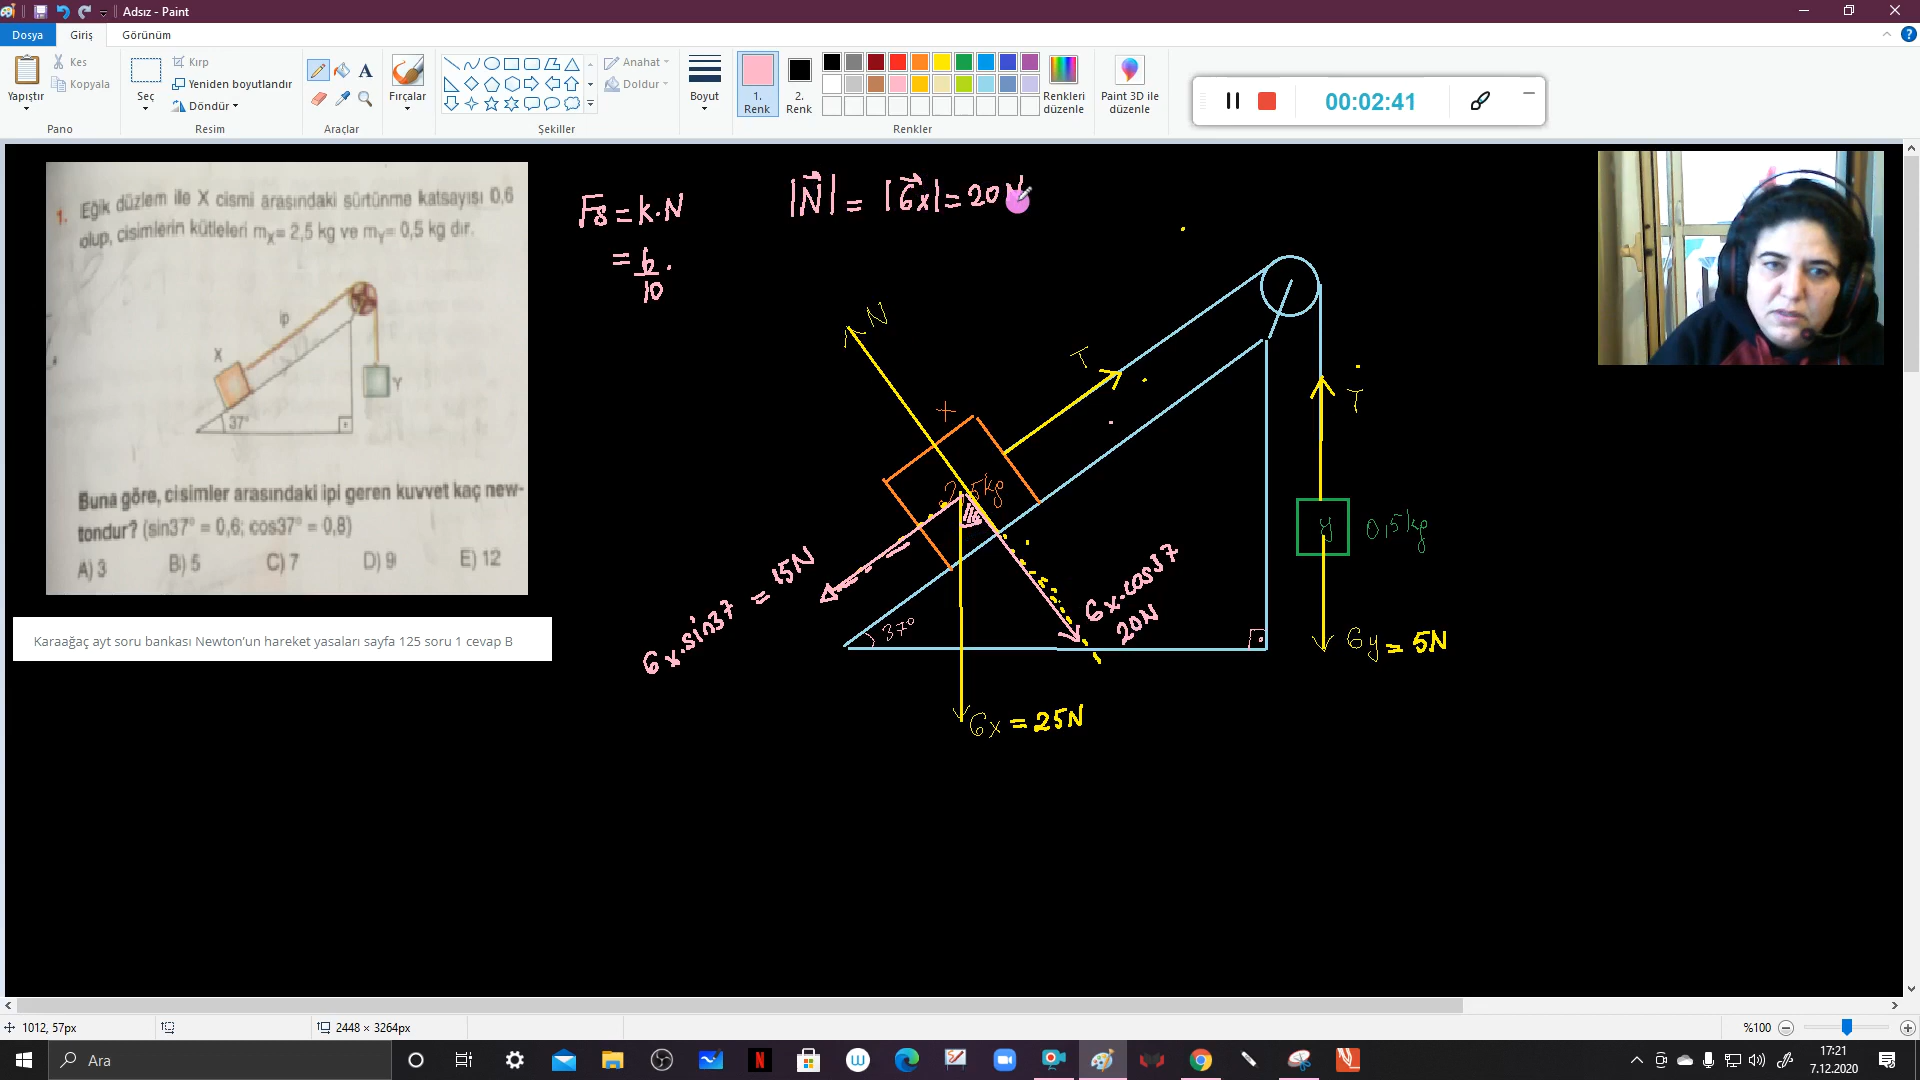 Adsız - Paint
Dosya
Giriş
Görünüm
Yapıştır
Kes
Kopyala
Pano
Seç
Kırp
Yeniden boyutlandır
Döndür
Resim
A
Araçlar
Fırçalar
Anahat
Doldur
Şekiller
Boyut
1.
Renk
2.
Renk
Renkler
Renkleri
düzenle
Paint 3D ile
düzenle
00:02:41
1. Eğik düzlem ile X cismi arasındaki sürtünme katsayısı 0,6
olup, cisimlerin kütleleri mX= 2,5 kg ve mY= 0,5 kg dır.
ip
X
Y
37°
Buna göre, cisimler arasındaki ipi geren kuvvet kaç new-
tondur? (sin37° = 0,6; cos37° = 0,8)
A) 3 B) 5 C) 7 D) 9 E) 12
Karaağaç ayt soru bankası Newton’un hareket yasaları sayfa 125 soru 1 cevap B
Fs = k.N
= 6/10 .
|N| = |Gx| = 20N
N
T
T
X
2,5kg
y
0,5kg
Gx.sin37 = 15N
Gx.cos37
20N
37°
Gy = 5N
Gx = 25N
1012, 57px
2448 × 3264px
%100
Ara
17:21
7.12.2020